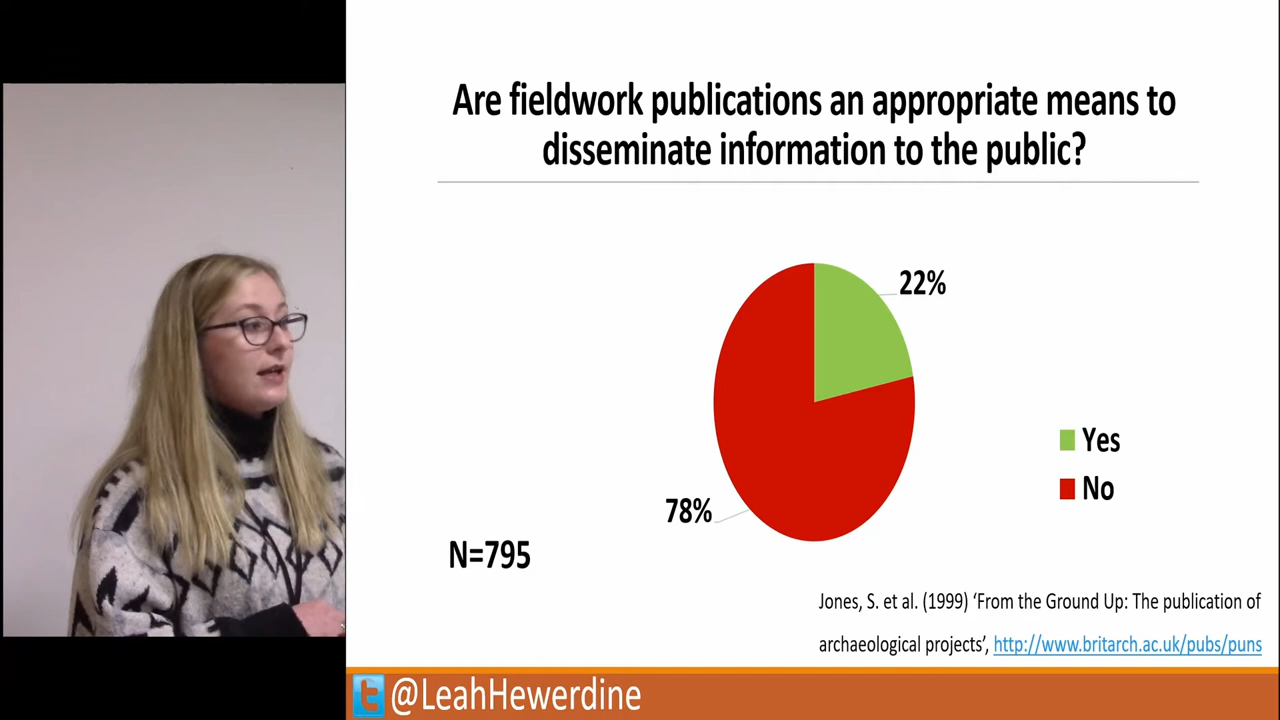 Are fieldwork publications an appropriate means to
disseminate information to the public?
22%
Yes
No
78%
N=795
Jones, S. et al. (1999) ‘From the Ground Up: The publication of
archaeological projects’, http://www.britarch.ac.uk/pubs/puns
@LeahHewerdine